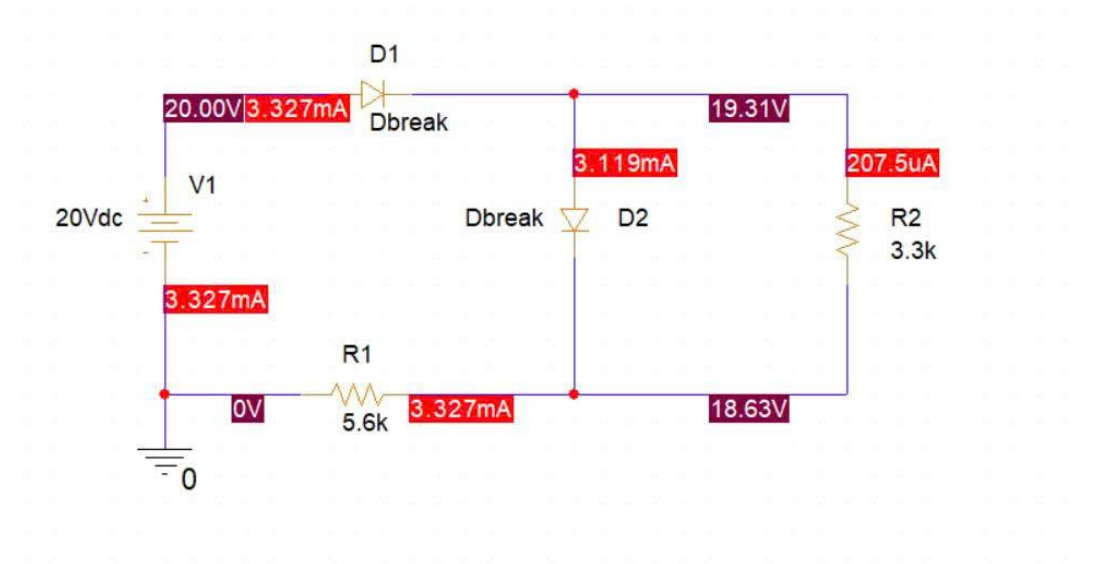 D1
20.00V 3.327mA
Dbreak
19.31V
3.119mA
207.5uA
V1
20Vdc
Dbreak
D2
R2
3.3k
3.327mA
R1
0V
5.6k
3.327mA
18.63V
0